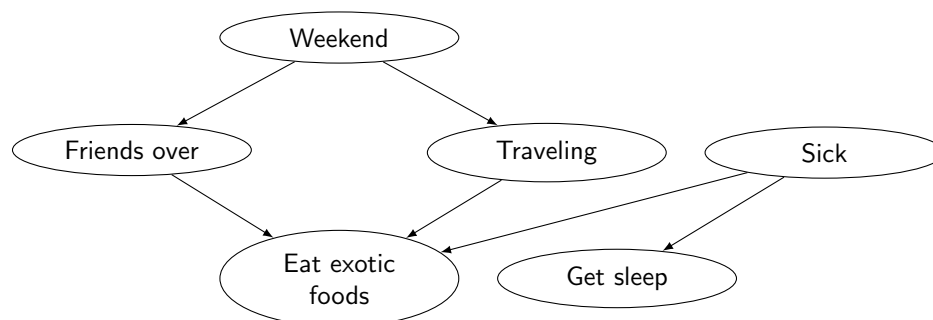 Weekend
Friends over
Traveling
Sick
Eat exotic
foods
Get sleep